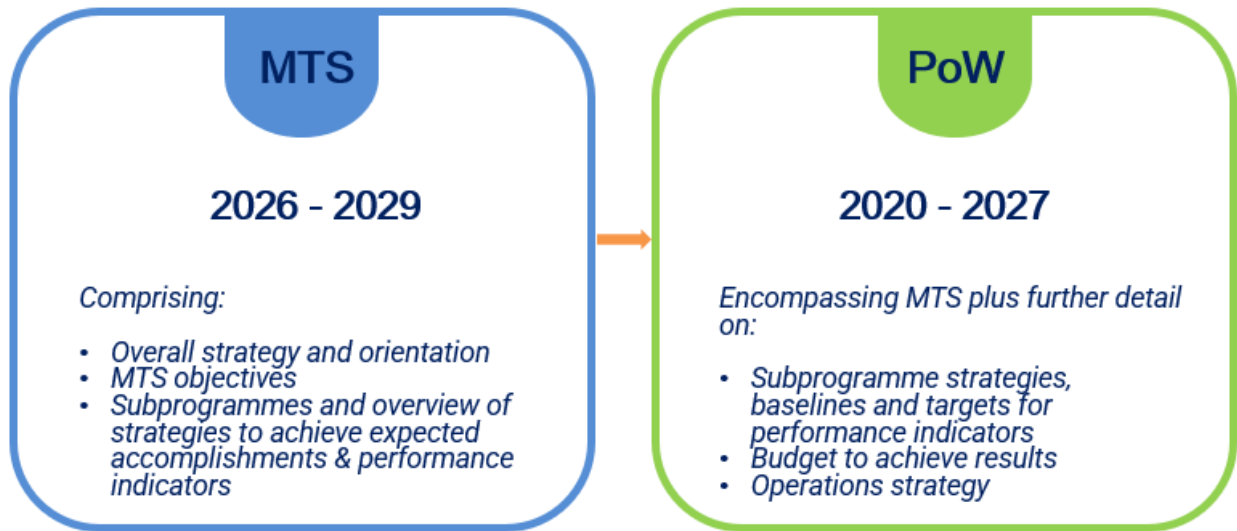 MTS
2026 - 2029
Comprising:
• Overall strategy and orientation
• MTS objectives
• Subprogrammes and overview of
strategies to achieve expected
accomplishments & performance
indicators
PoW
2020 - 2027
Encompassing MTS plus further detail
on:
• Subprogramme strategies,
baselines and targets for
performance indicators
• Budget to achieve results
• Operations strategy